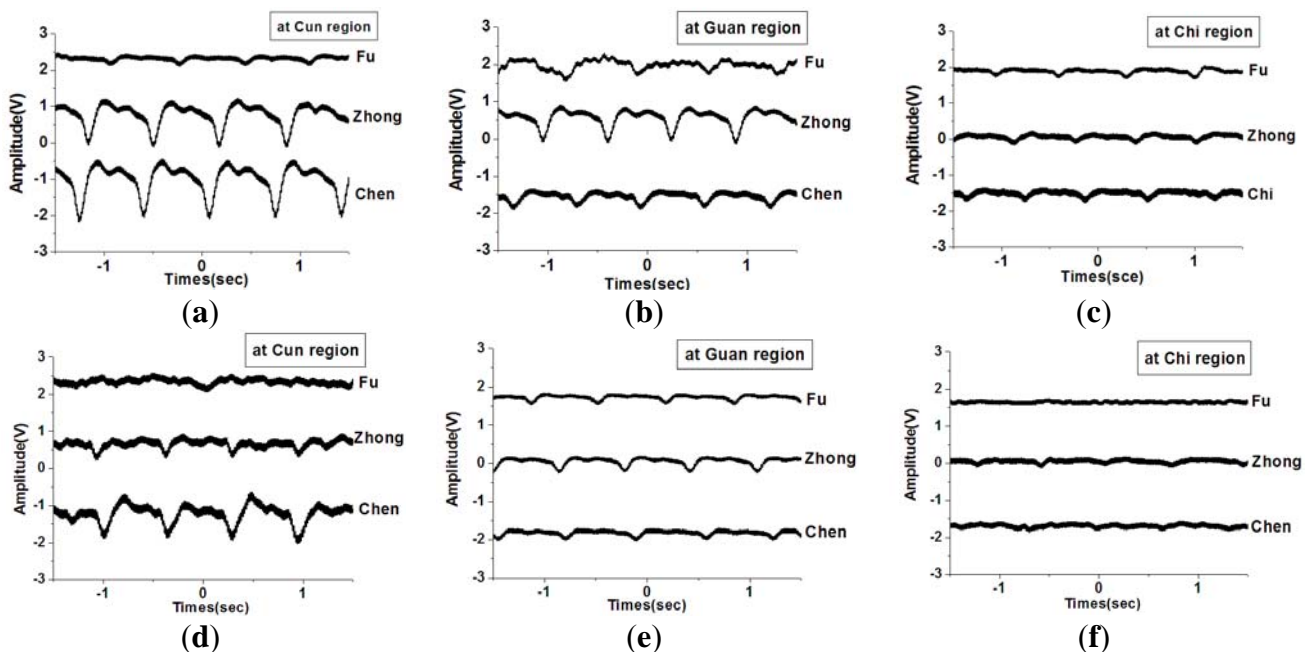 at Cun region
3
2
1
0
-1
-2
-3
Amplitude(V)
Fu
Zhong
Chen
-1
0
1
Times(sec)
(a)
at Guan region
3
2
1
0
-1
-2
-3
Amplitude(V)
Fu
Zhong
Chen
-1
0
1
Times(sec)
(b)
at Chi region
3
2
1
0
-1
-2
-3
Amplitude(V)
Fu
Zhong
Chi
-1
0
1
Times(sce)
(c)
at Cun region
3
2
1
0
-1
-2
-3
Amplitude(V)
Fu
Zhong
Chen
-1
0
1
Times(sec)
(d)
at Guan region
3
2
1
0
-1
-2
-3
Amplitude(V)
Fu
Zhong
Chen
-1
0
1
Times(sec)
(e)
at Chi region
3
2
1
0
-1
-2
-3
Amplitude(V)
Fu
Zhong
Chen
-1
0
1
Times(sec)
(f)